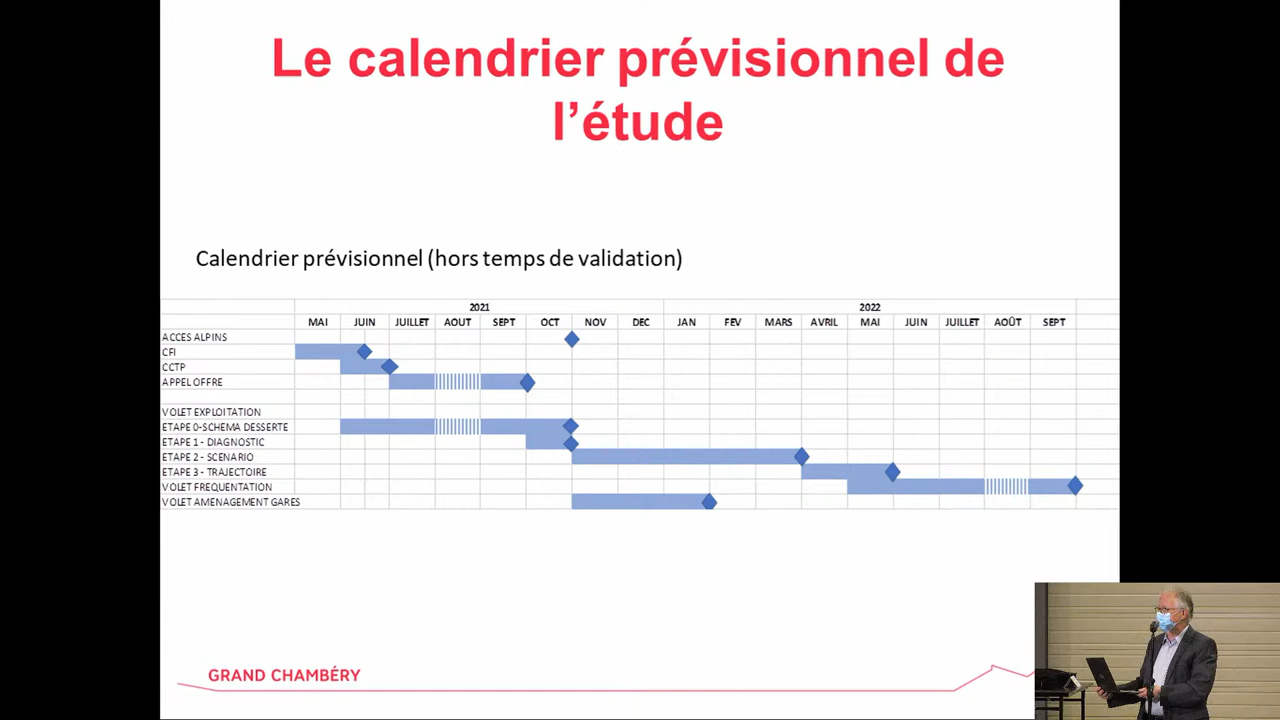 Le calendrier prévisionnel de
l’étude
Calendrier prévisionnel (hors temps de validation)
2021 2022
MAI JUIN JUILLET AOUT SEPT OCT NOV DEC JAN FEV MARS AVRIL MAI JUIN JUILLET AOÛT SEPT
ACCES ALPINS
CFI
CCTP
APPEL OFFRE
VOLET EXPLOITATION
ETAPE 0-SCHEMA DESSERTE
ETAPE 1 - DIAGNOSTIC
ETAPE 2 - SCENARIO
ETAPE 3 - TRAJECTOIRE
VOLET FREQUENTATION
VOLET AMENAGEMENT GARES
GRAND CHAMBÉRY